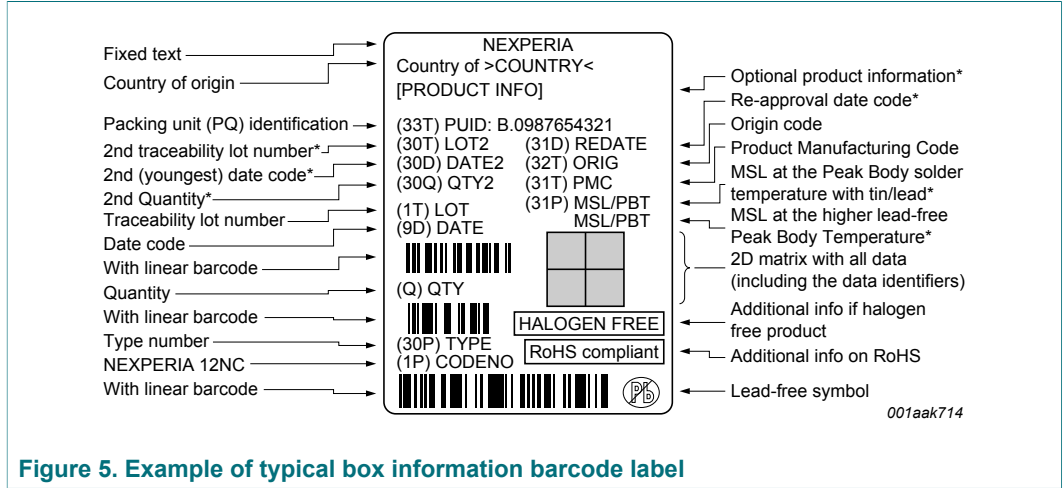 Fixed text
Country of origin
Packing unit (PQ) identification
2nd traceability lot number*
2nd (youngest) date code*
2nd Quantity*
Traceability lot number
Date code
With linear barcode
Quantity
With linear barcode
Type number
NEXPERIA 12NC
With linear barcode
NEXPERIA
Country of >COUNTRY<
[PRODUCT INFO]
(33T) PUID: B.0987654321
(30T) LOT2 (31D) REDATE
(30D) DATE2 (32T) ORIG
(30Q) QTY2 (31T) PMC
(31P) MSL/PBT
(1T) LOT MSL/PBT
(9D) DATE
(Q) QTY
HALOGEN FREE
(30P) TYPE
RoHS compliant
(1P) CODENO
Pb
Optional product information*
Re-approval date code*
Origin code
Product Manufacturing Code
MSL at the Peak Body solder
temperature with tin/lead*
MSL at the higher lead-free
Peak Body Temperature*
2D matrix with all data
(including the data identifiers)
Additional info if halogen
free product
Additional info on RoHS
Lead-free symbol
001aak714
Figure 5. Example of typical box information barcode label